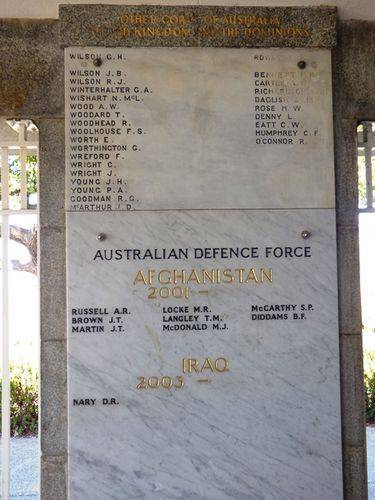 OTHER CORPS OF AUSTRALIA
KINGDOM AND THE DOMINIONS
WILSON G.H.
WILSON J.B.
WILSON R.J.
WINTERHALTER G.A.
WISHART N.McL.
WOOD A.W.
WOODARD T.
WOODHEAD R.
WOOLHOUSE F.S.
WORTH E.
WORTHINGTON G.
WREFORD F.
WRIGHT C.
WRIGHT J.
YOUNG J.H.
YOUNG P.A.
GOODMAN R.G.
McARTHUR J.D.
ROSE H.W.
DENNY L.
EATT C.W.
HUMPHREY C.F.
O'CONNOR R.
AUSTRALIAN DEFENCE FORCE
AFGHANISTAN
2001 –
RUSSELL A.R.
BROWN J.T.
MARTIN J.T.
LOCKE M.R.
LANGLEY T.M.
McDONALD M.J.
McCARTHY S.P.
DIDDAMS B.F.
IRAQ
2003 –
NARY D.R.